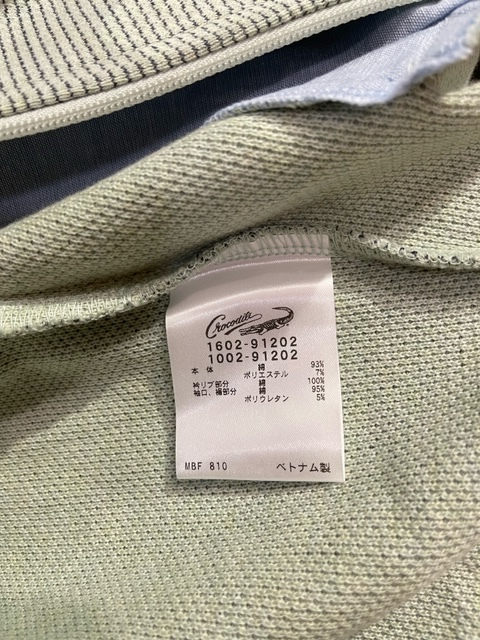 Crocodile
1602-91202
1002-91202
本体 綿 93%
ポリエステル 7%
衿リブ部分 綿 100%
袖口、裾部分 綿 95%
ポリウレタン 5%
MBF 810 ベトナム製